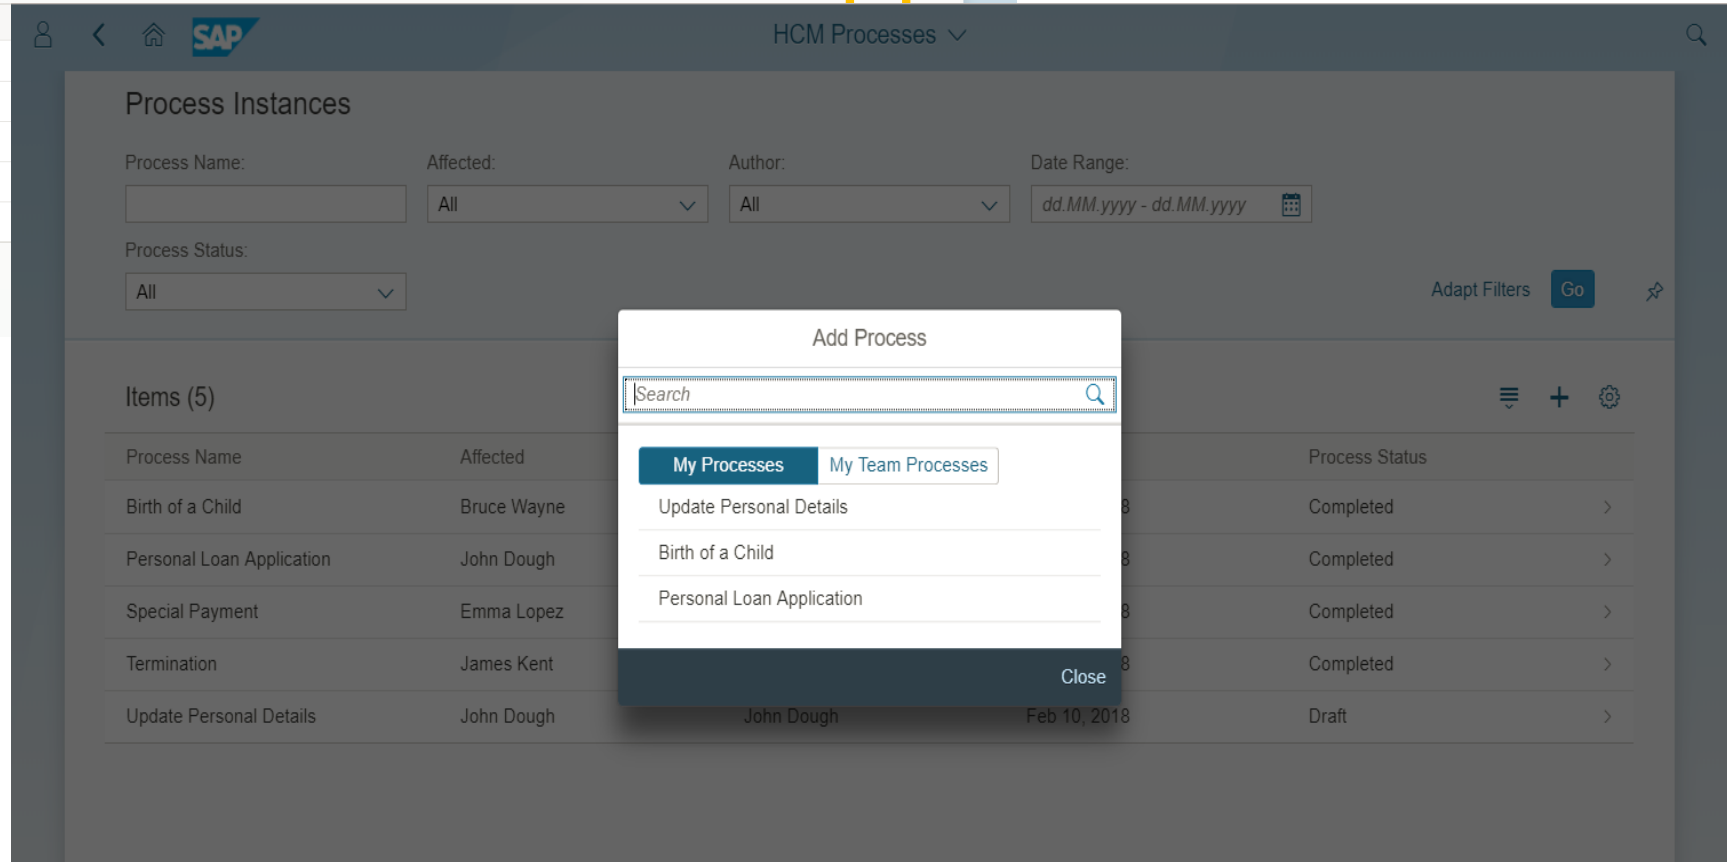 SAP
HCM Processes
Process Instances
Process Name:
Affected:
Author:
Date Range:
All
All
dd.MM.yyyy - dd.MM.yyyy
Process Status:
All
Adapt Filters
Go
Add Process
Search
My Processes
My Team Processes
Update Personal Details
Birth of a Child
Personal Loan Application
Close
Items (5)
Process Name Affected Process Status
Birth of a Child Bruce Wayne 8 Completed
Personal Loan Application John Dough 8 Completed
Special Payment Emma Lopez 8 Completed
Termination James Kent 8 Completed
Update Personal Details John Dough John Dough Feb 10, 2018 Draft